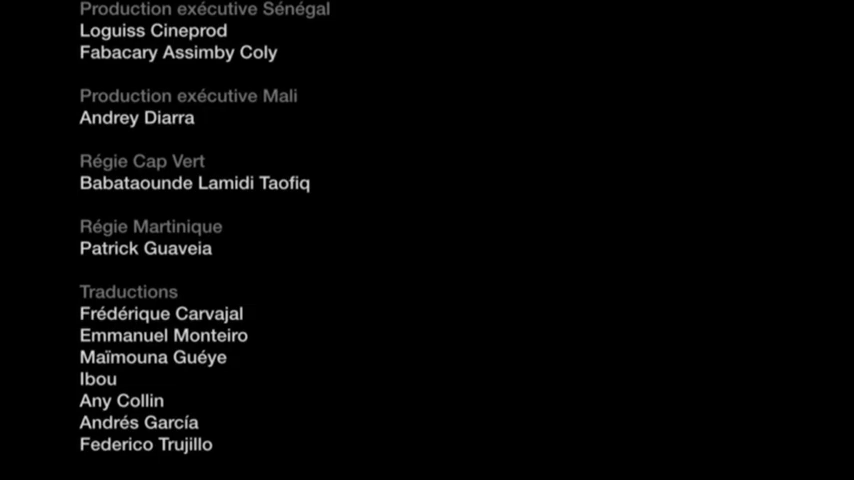 Production exécutive Sénégal
Loguiss Cineprod
Fabacary Assimby Coly
Production exécutive Mali
Andrey Diarra
Régie Cap Vert
Babataounde Lamidi Taofiq
Régie Martinique
Patrick Guaveia
Traductions
Frédérique Carvajal
Emmanuel Monteiro
Maïmouna Guéye
Ibou
Any Collin
Andrés García
Federico Trujillo